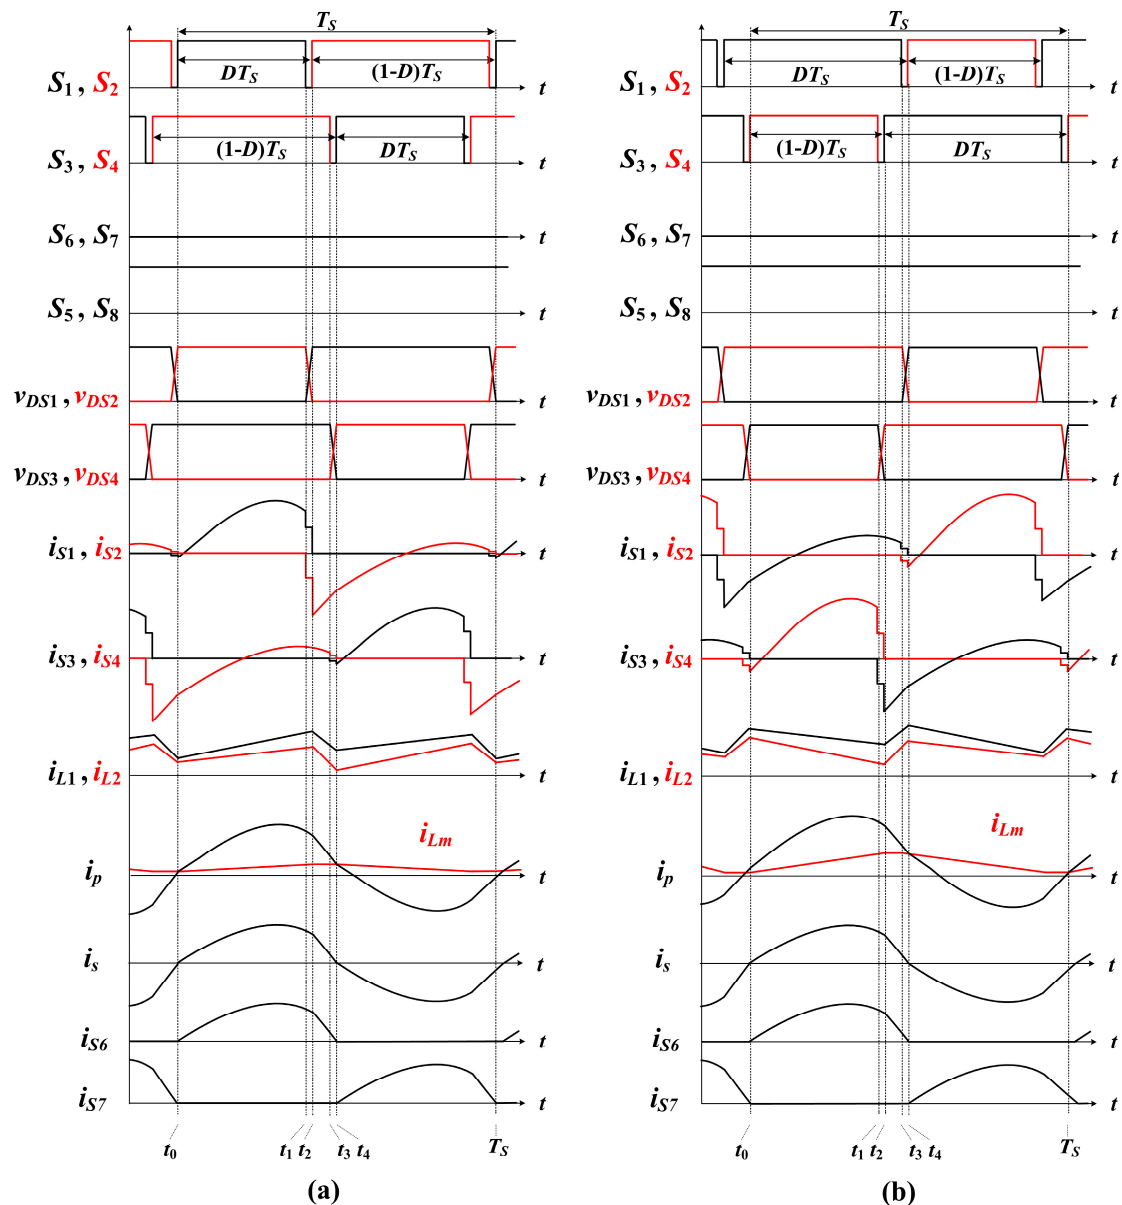 T_S
DT_S
(1-D)T_S
S_1, S_2
t
(1-D)T_S
DT_S
S_3, S_4
t
S_6, S_7
t
S_5, S_8
t
v_DS1, v_DS2
t
v_DS3, v_DS4
t
i_S1, i_S2
t
i_S3, i_S4
t
i_L1, i_L2
t
i_Lm
i_p
t
i_s
t
i_S6
t
i_S7
t
t_0
t_1
t_2
t_3
t_4
T_S
(a)
T_S
DT_S
(1-D)T_S
S_1, S_2
t
(1-D)T_S
DT_S
S_3, S_4
t
S_6, S_7
t
S_5, S_8
t
v_DS1, v_DS2
t
v_DS3, v_DS4
t
i_S1, i_S2
t
i_S3, i_S4
t
i_L1, i_L2
t
i_Lm
i_p
t
i_s
t
i_S6
t
i_S7
t
t_0
t_1
t_2
t_3
t_4
T_S
(b)